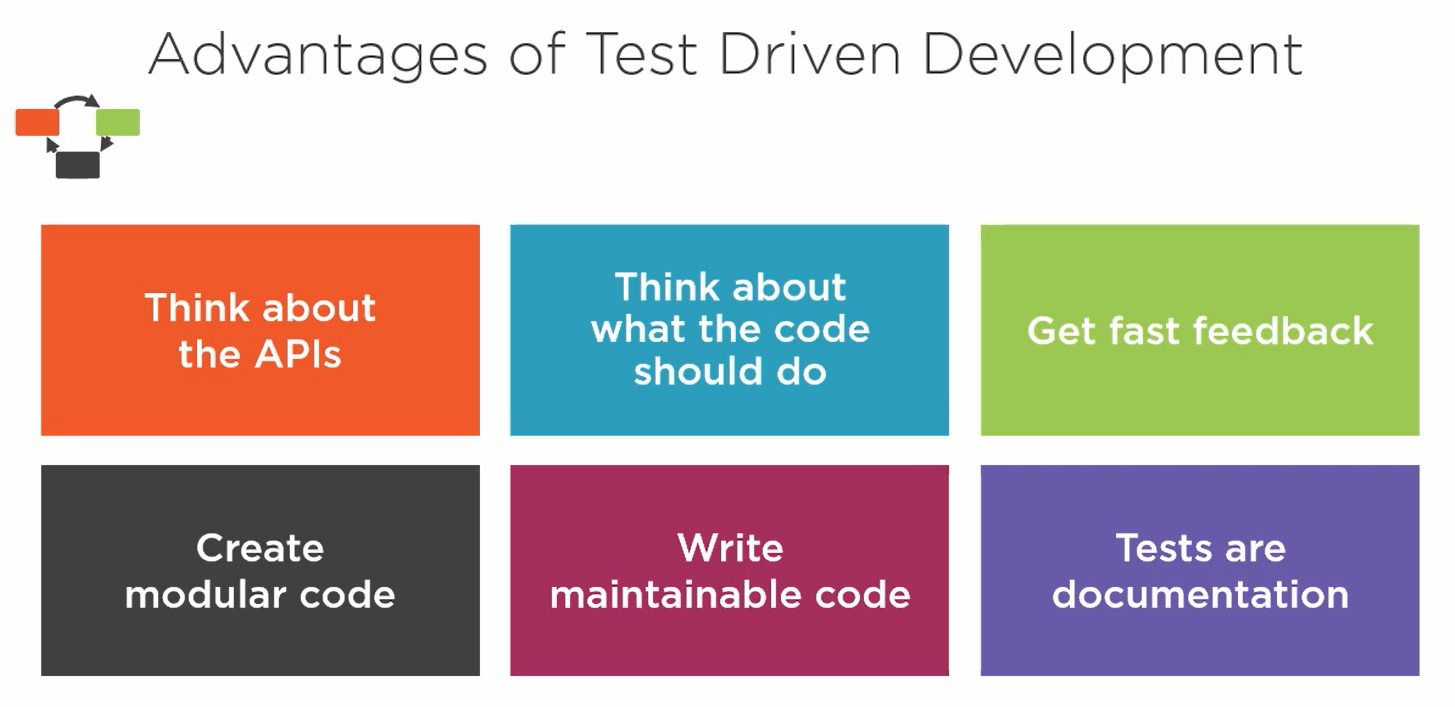 Advantages of Test Driven Development
Think about
the APIs
Think about
what the code
should do
Get fast feedback
Create
modular code
Write
maintainable code
Tests are
documentation